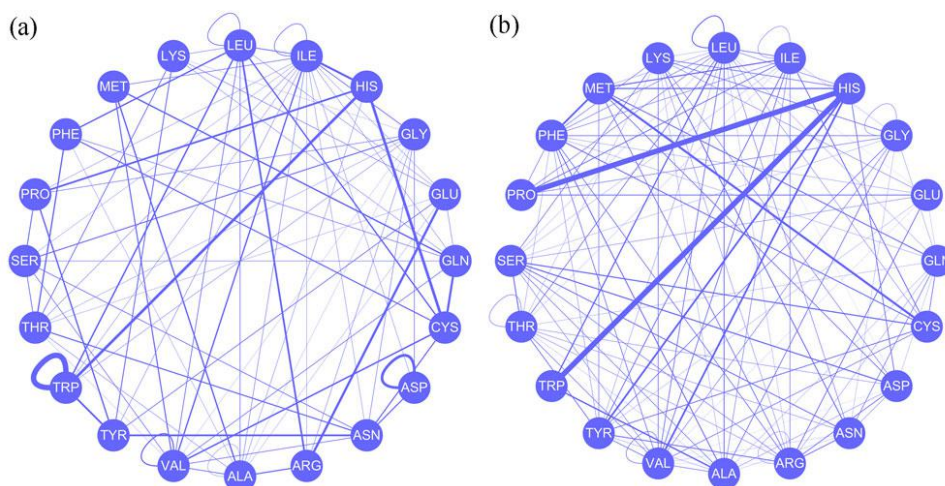 (a)
LEU
ILE
HIS
GLY
GLU
GLN
CYS
ASP
ASN
ARG
ALA
VAL
TYR
TRP
THR
SER
PRO
PHE
MET
LYS
(b)
LEU
ILE
HIS
GLY
GLU
GLN
CYS
ASP
ASN
ARG
ALA
VAL
TYR
TRP
THR
SER
PRO
PHE
MET
LYS